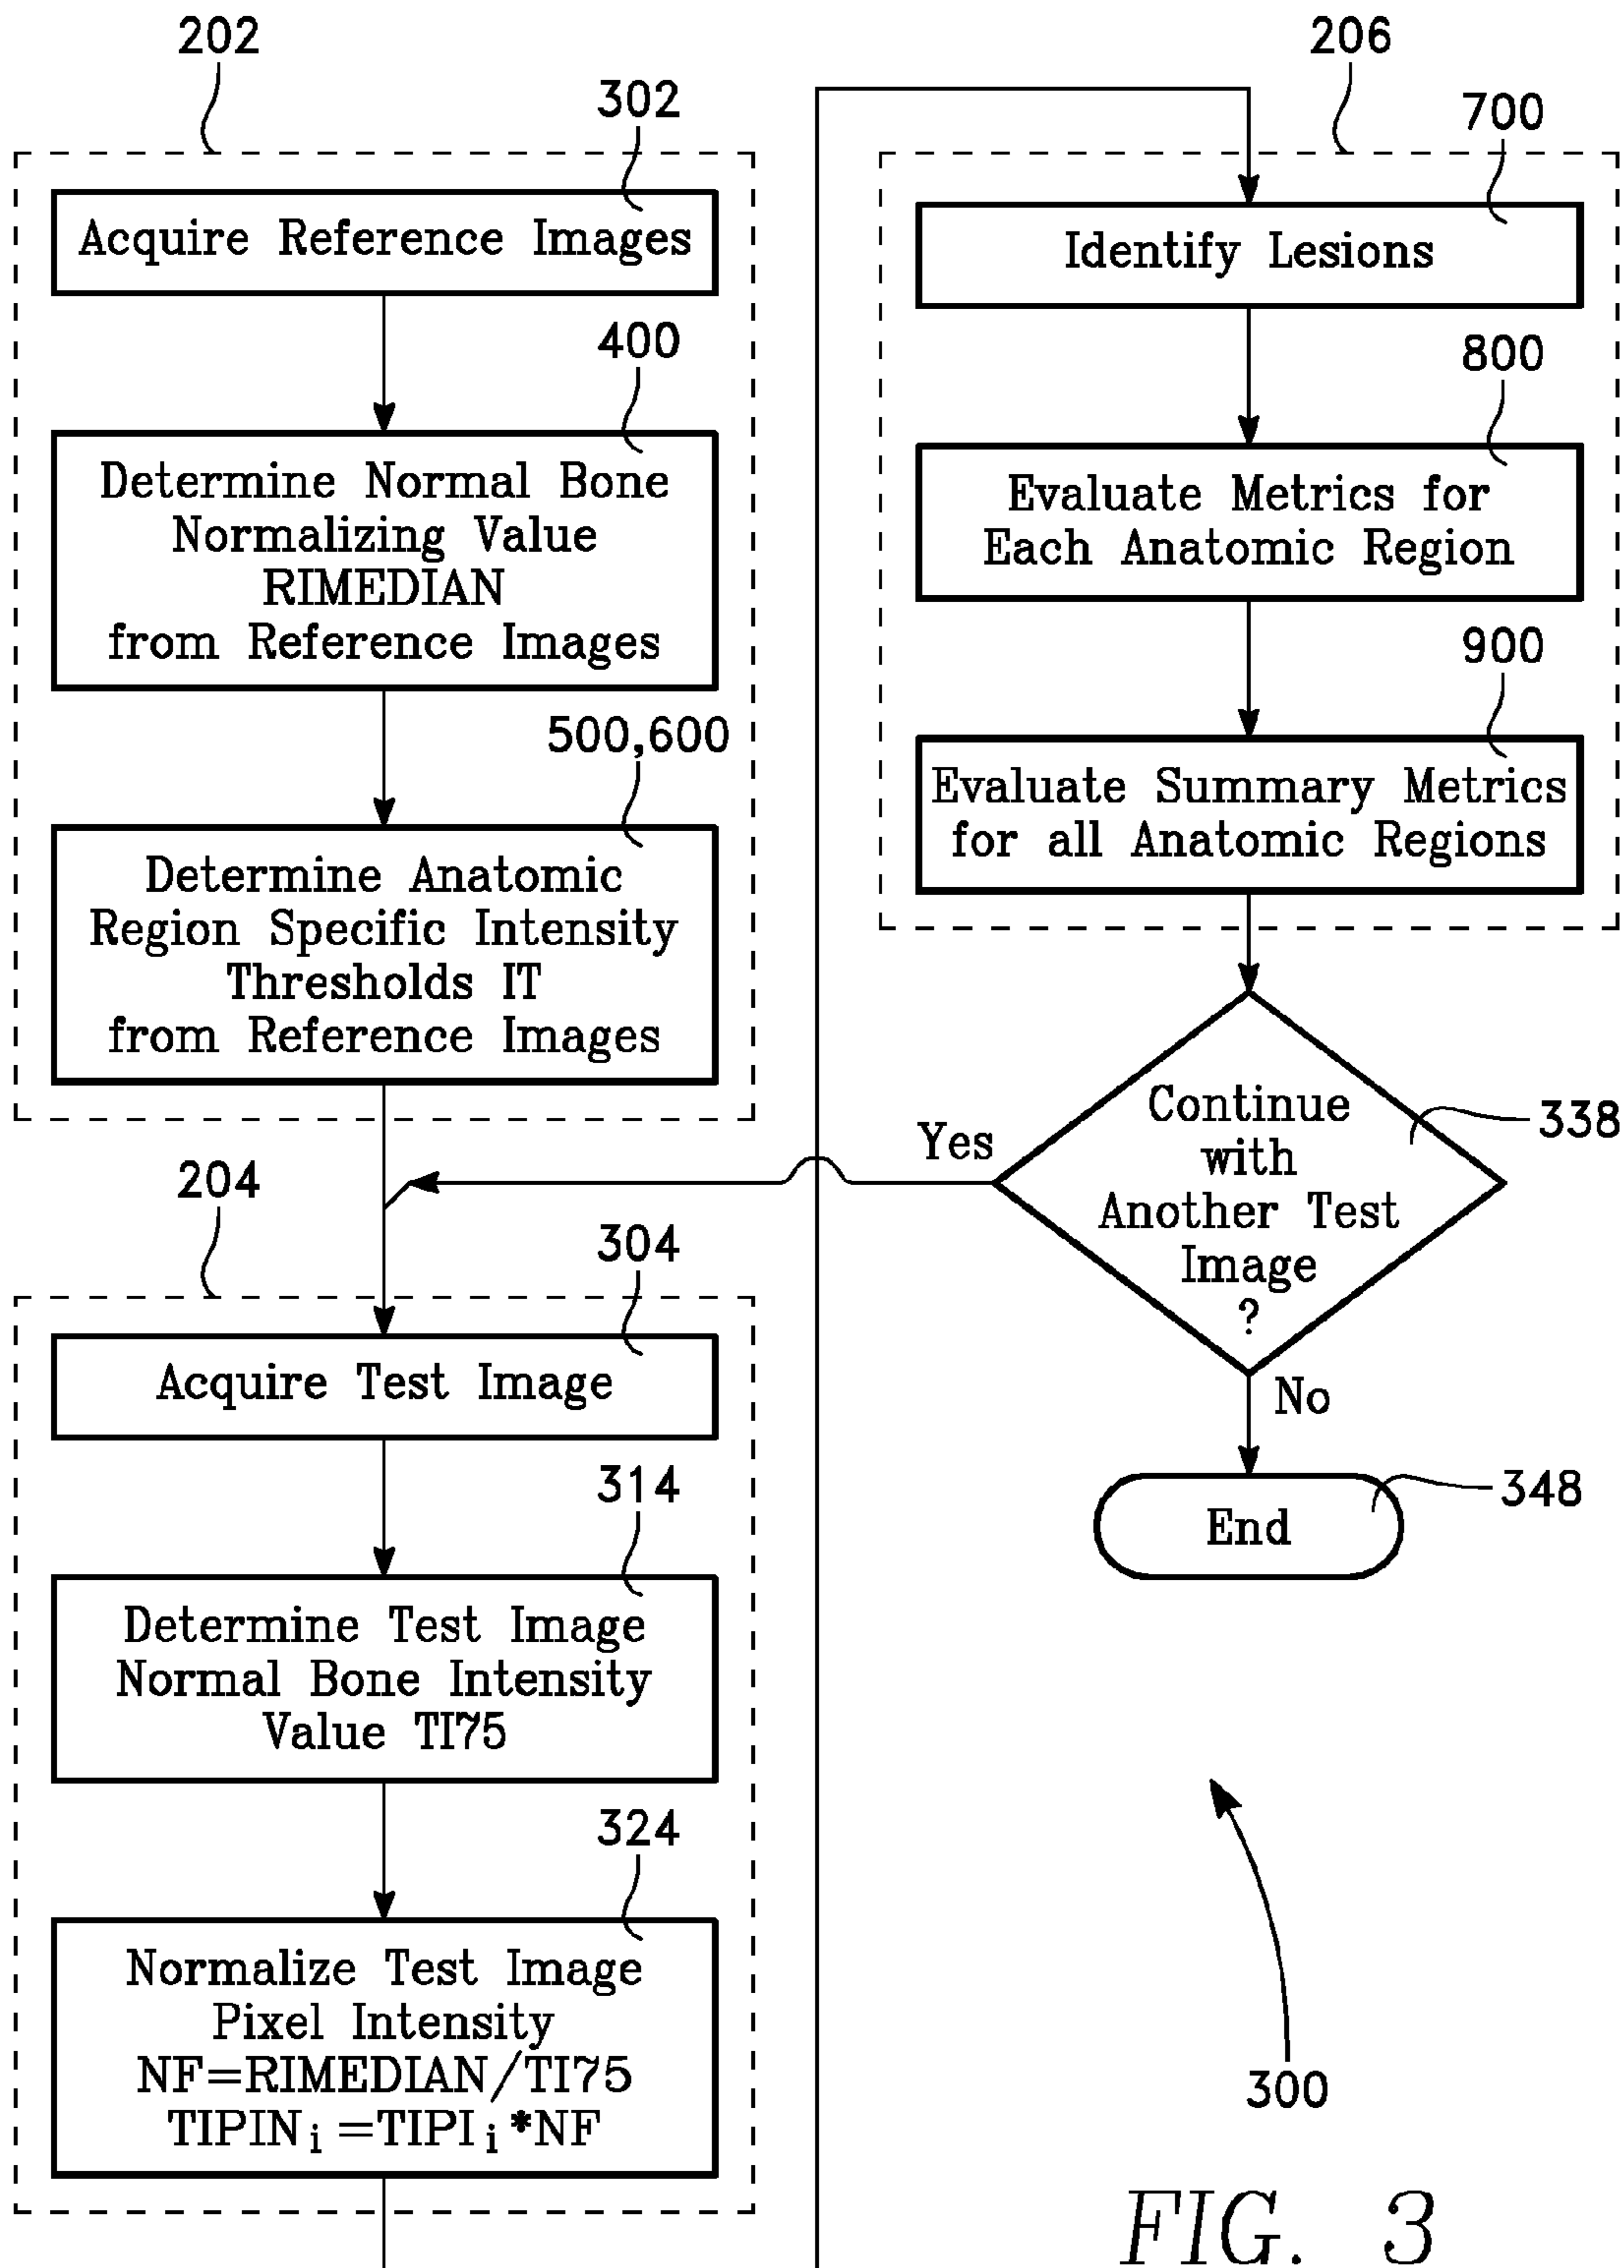 202
302
Acquire Reference Images
400
Determine Normal Bone
Normalizing Value
RIMEDIAN
from Reference Images
500,600
Determine Anatomic
Region Specific Intensity
Thresholds IT
from Reference Images
204
304
Acquire Test Image
314
Determine Test Image
Normal Bone Intensity
Value TI75
324
Normalize Test Image
Pixel Intensity
NF=RIMEDIAN/TI75
TIPIN i =TIPI i *NF
206
700
Identify Lesions
800
Evaluate Metrics for
Each Anatomic Region
900
Evaluate Summary Metrics
for all Anatomic Regions
Continue
with
Another Test
Image
?
338
Yes
No
End
348
300
FIG. 3